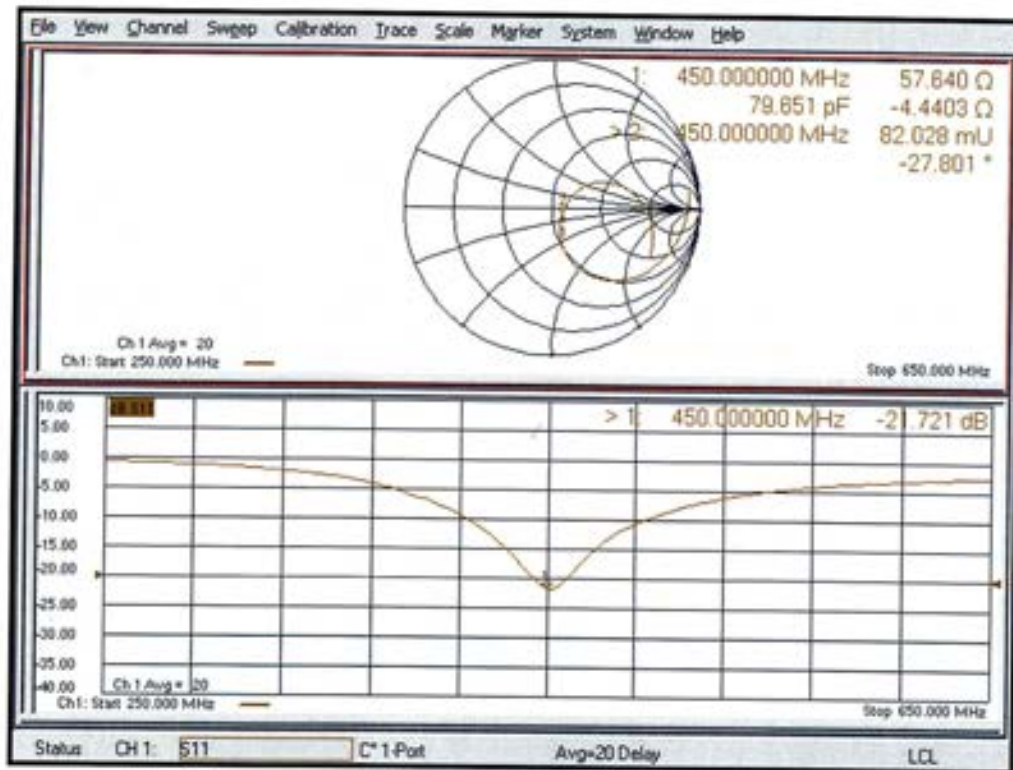 File View Channel Sweep Calibration Trace Scale Marker System Window Help
1: 450.000000 MHz 57.640 Ω
79.651 pF -4.4403 Ω
> 2: 450.000000 MHz 82.028 mU
-27.801 °
Ch 1 Avg = 20
Ch1: Start 250.000 MHz
Stop 650.000 MHz
10.00
> 1: 450.000000 MHz -21.721 dB
5.00
0.00
-5.00
-10.00
-15.00
-20.00
-25.00
-30.00
-35.00
-40.00
Ch 1 Avg = 20
Ch1: Start 250.000 MHz
Stop 650.000 MHz
Status CH 1: S11 C* 1-Port Avg=20 Delay LCL